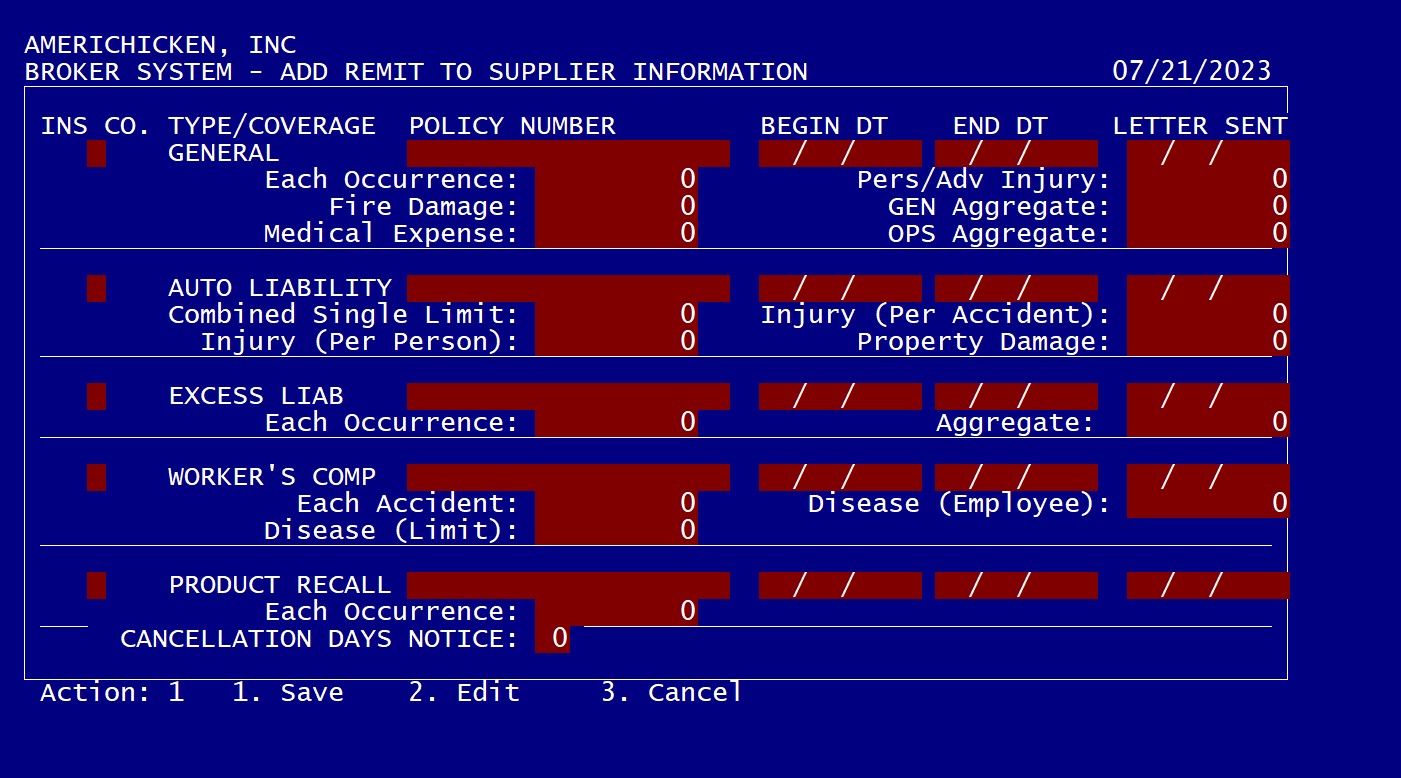 AMERICHICKEN, INC
BROKER SYSTEM - ADD REMIT TO SUPPLIER INFORMATION 07/21/2023
INS CO. TYPE/COVERAGE POLICY NUMBER BEGIN DT END DT LETTER SENT
GENERAL / / / / / /
Each Occurrence: 0 Pers/Adv Injury: 0
Fire Damage: 0 GEN Aggregate: 0
Medical Expense: 0 OPS Aggregate: 0
AUTO LIABILITY / / / / / /
Combined Single Limit: 0 Injury (Per Accident): 0
Injury (Per Person): 0 Property Damage: 0
EXCESS LIAB / / / / / /
Each Occurrence: 0 Aggregate: 0
WORKER'S COMP / / / / / /
Each Accident: 0 Disease (Employee): 0
Disease (Limit): 0
PRODUCT RECALL / / / / / /
Each Occurrence: 0
CANCELLATION DAYS NOTICE: 0
Action: 1 1. Save 2. Edit 3. Cancel